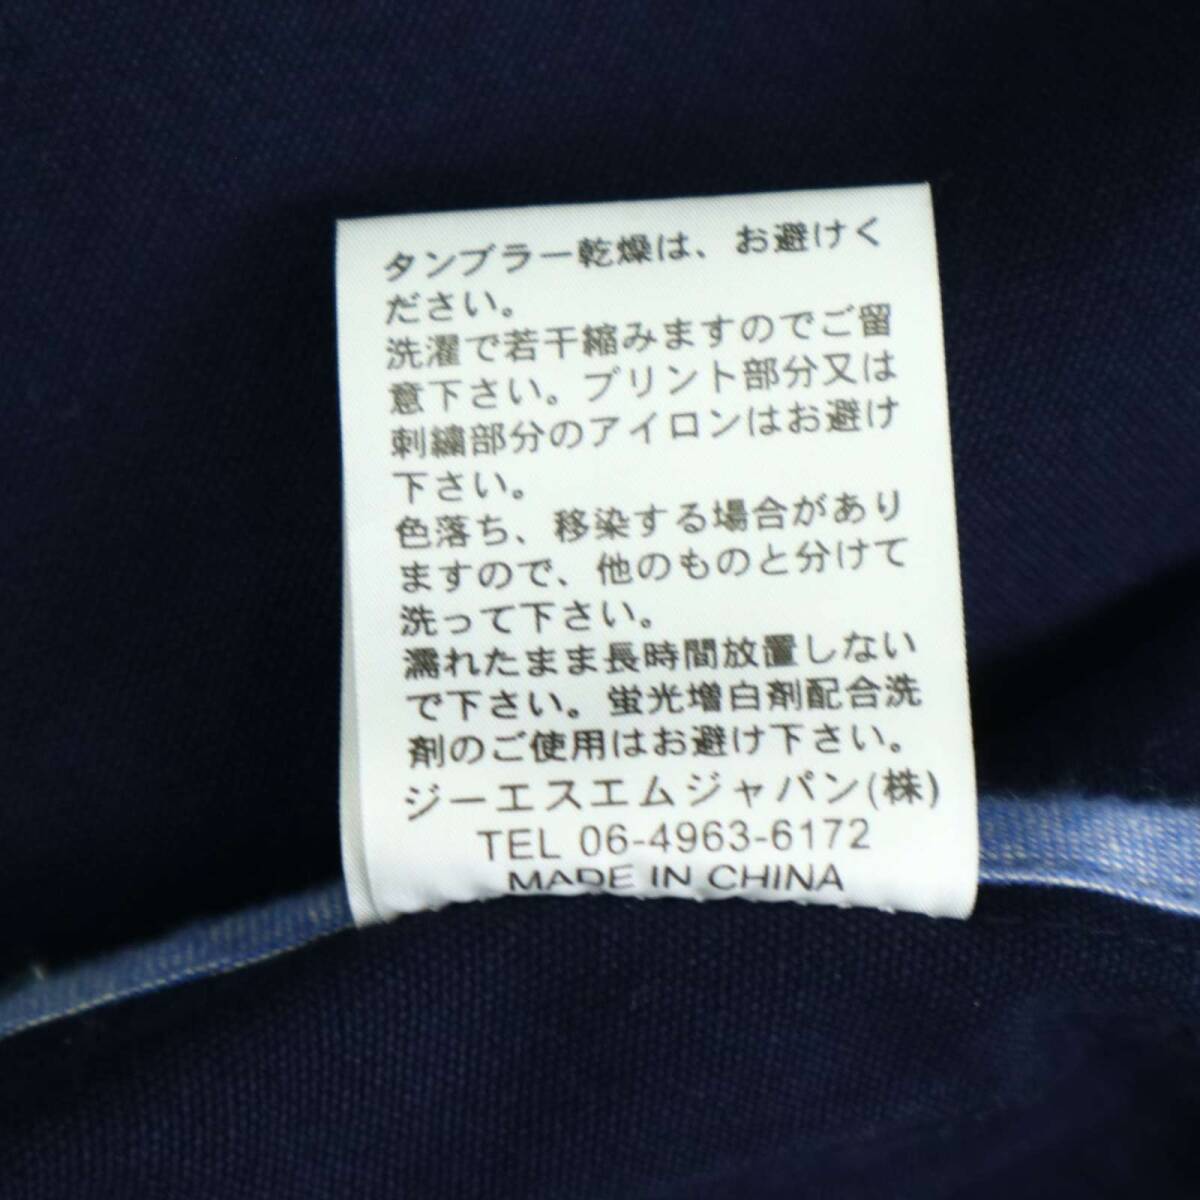 タンブラー乾燥は、お避けく
ださい。
洗濯で若干縮みますのでご留
意下さい。プリント部分又は
刺繍部分のアイロンはお避け
下さい。
色落ち、移染する場合があり
ますので、他のものと分けて
洗って下さい。
濡れたまま長時間放置しない
で下さい。蛍光増白剤配合洗
剤のご使用はお避け下さい。
ジーエスエムジャパン(株)
TEL 06-4963-6172
MADE IN CHINA